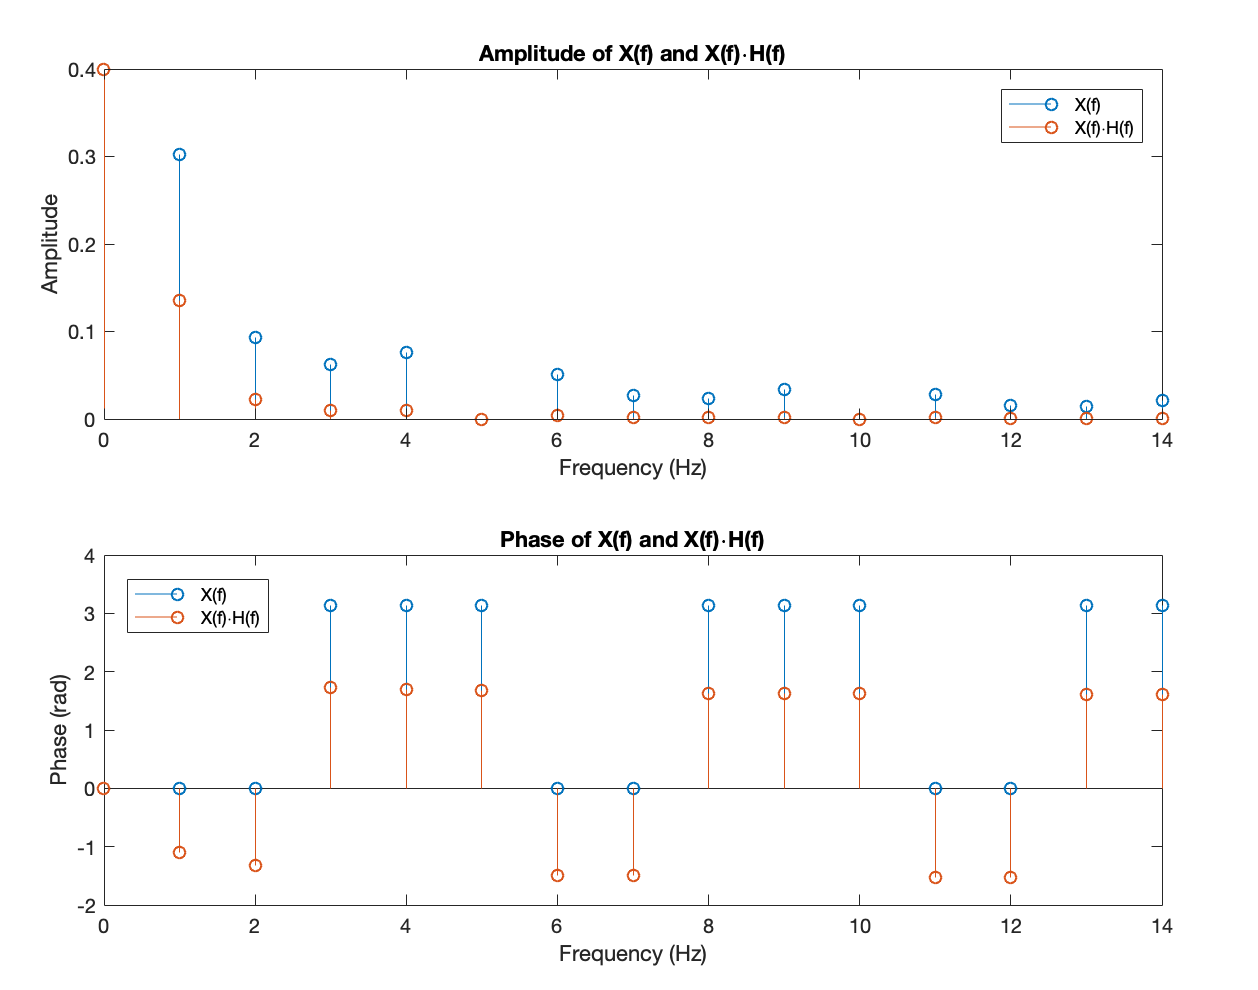 Amplitude of X(f) and X(f)·H(f)
X(f)
X(f)·H(f)
Amplitude
0.4
0.3
0.2
0.1
0
0 2 4 6 8 10 12 14
Frequency (Hz)
Phase of X(f) and X(f)·H(f)
X(f)
X(f)·H(f)
Phase (rad)
4
3
2
1
0
-1
-2
0 2 4 6 8 10 12 14
Frequency (Hz)